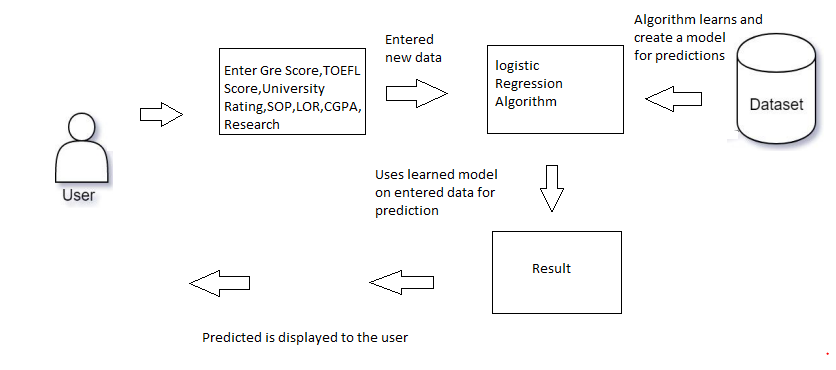 User
Enter Gre Score,TOEFL
Score,University
Rating,SOP,LOR,CGPA,
Research
Entered
new data
logistic
Regression
Algorithm
Algorithm learns and
create a model
for predictions
Dataset
Uses learned model
on entered data for
prediction
Result
Predicted is displayed to the user